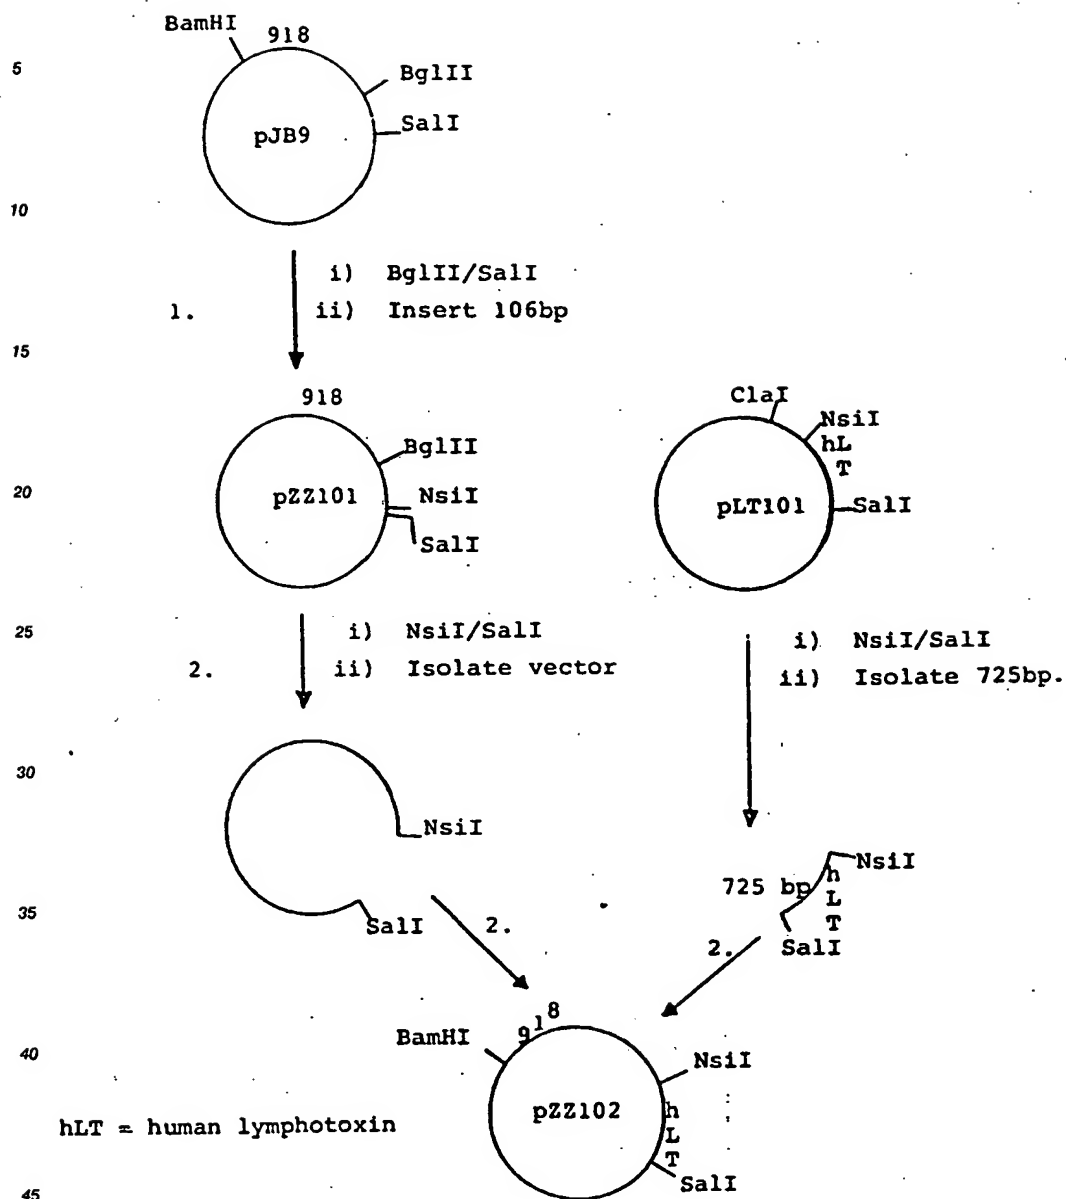 BamHI
918
5
BglII
SalI
pJB9
10
i) BglII/SalI
1.
ii) Insert 106bp
15
918
ClaI
NsiI
hL
T
BglII
20
pZZ101
NsiI
pLT101
SalI
SalI
25
i) NsiI/SalI
2.
ii) Isolate vector
i) NsiI/SalI
ii) Isolate 725bp.
30
NsiI
NsiI
725 bp
h
L
T
35
SalI
2.
2.
SalI
918
40
BamHI
NsiI
pZZ102
h
L
T
hLT = human lymphotoxin
SalI
45